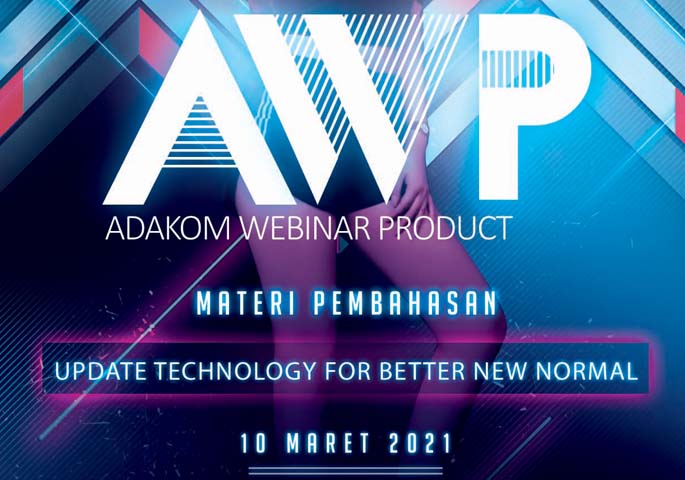 AWP
ADAKOM WEBINAR PRODUCT
MATERI PEMBAHASAN
UPDATE TECHNOLOGY FOR BETTER NEW NORMAL
10 MARET 2021